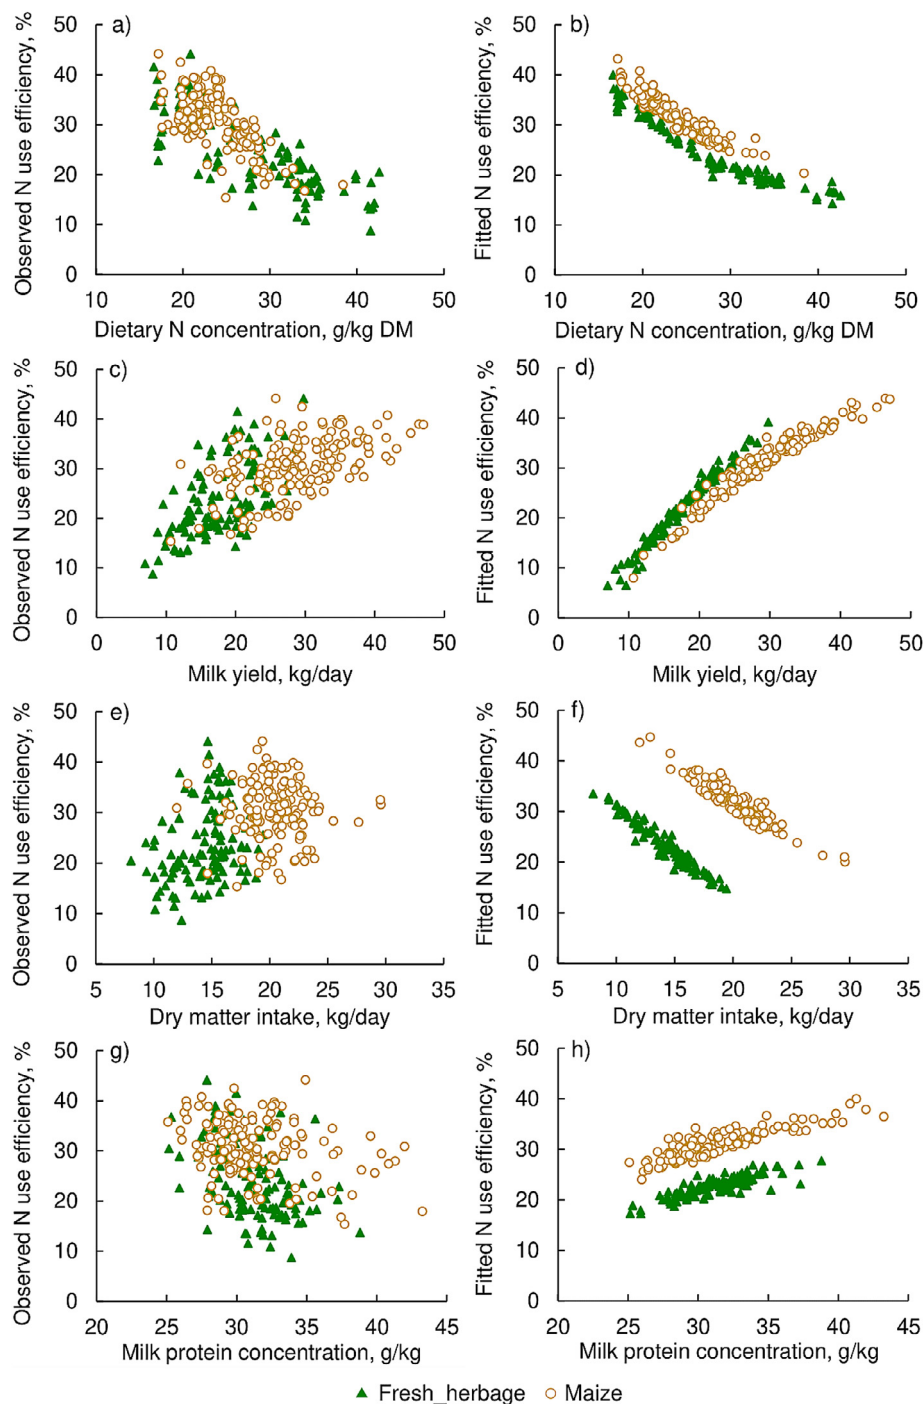 a)
Observed N use efficiency, %
50
40
30
20
10
0
10 20 30 40 50
Dietary N concentration, g/kg DM
b)
Fitted N use efficiency, %
50
40
30
20
10
0
10 20 30 40 50
Dietary N concentration, g/kg DM
c)
Observed N use efficiency, %
50
40
30
20
10
0
0 10 20 30 40 50
Milk yield, kg/day
d)
Fitted N use efficiency, %
50
40
30
20
10
0
0 10 20 30 40 50
Milk yield, kg/day
e)
Observed N use efficiency, %
50
40
30
20
10
0
5 10 15 20 25 30 35
Dry matter intake, kg/day
f)
Fitted N use efficiency, %
50
40
30
20
10
0
5 10 15 20 25 30 35
Dry matter intake, kg/day
g)
Observed N use efficiency, %
50
40
30
20
10
0
20 25 30 35 40 45
Milk protein concentration, g/kg
h)
Fitted N use efficiency, %
50
40
30
20
10
0
20 25 30 35 40 45
Milk protein concentration, g/kg
Fresh_herbage Maize